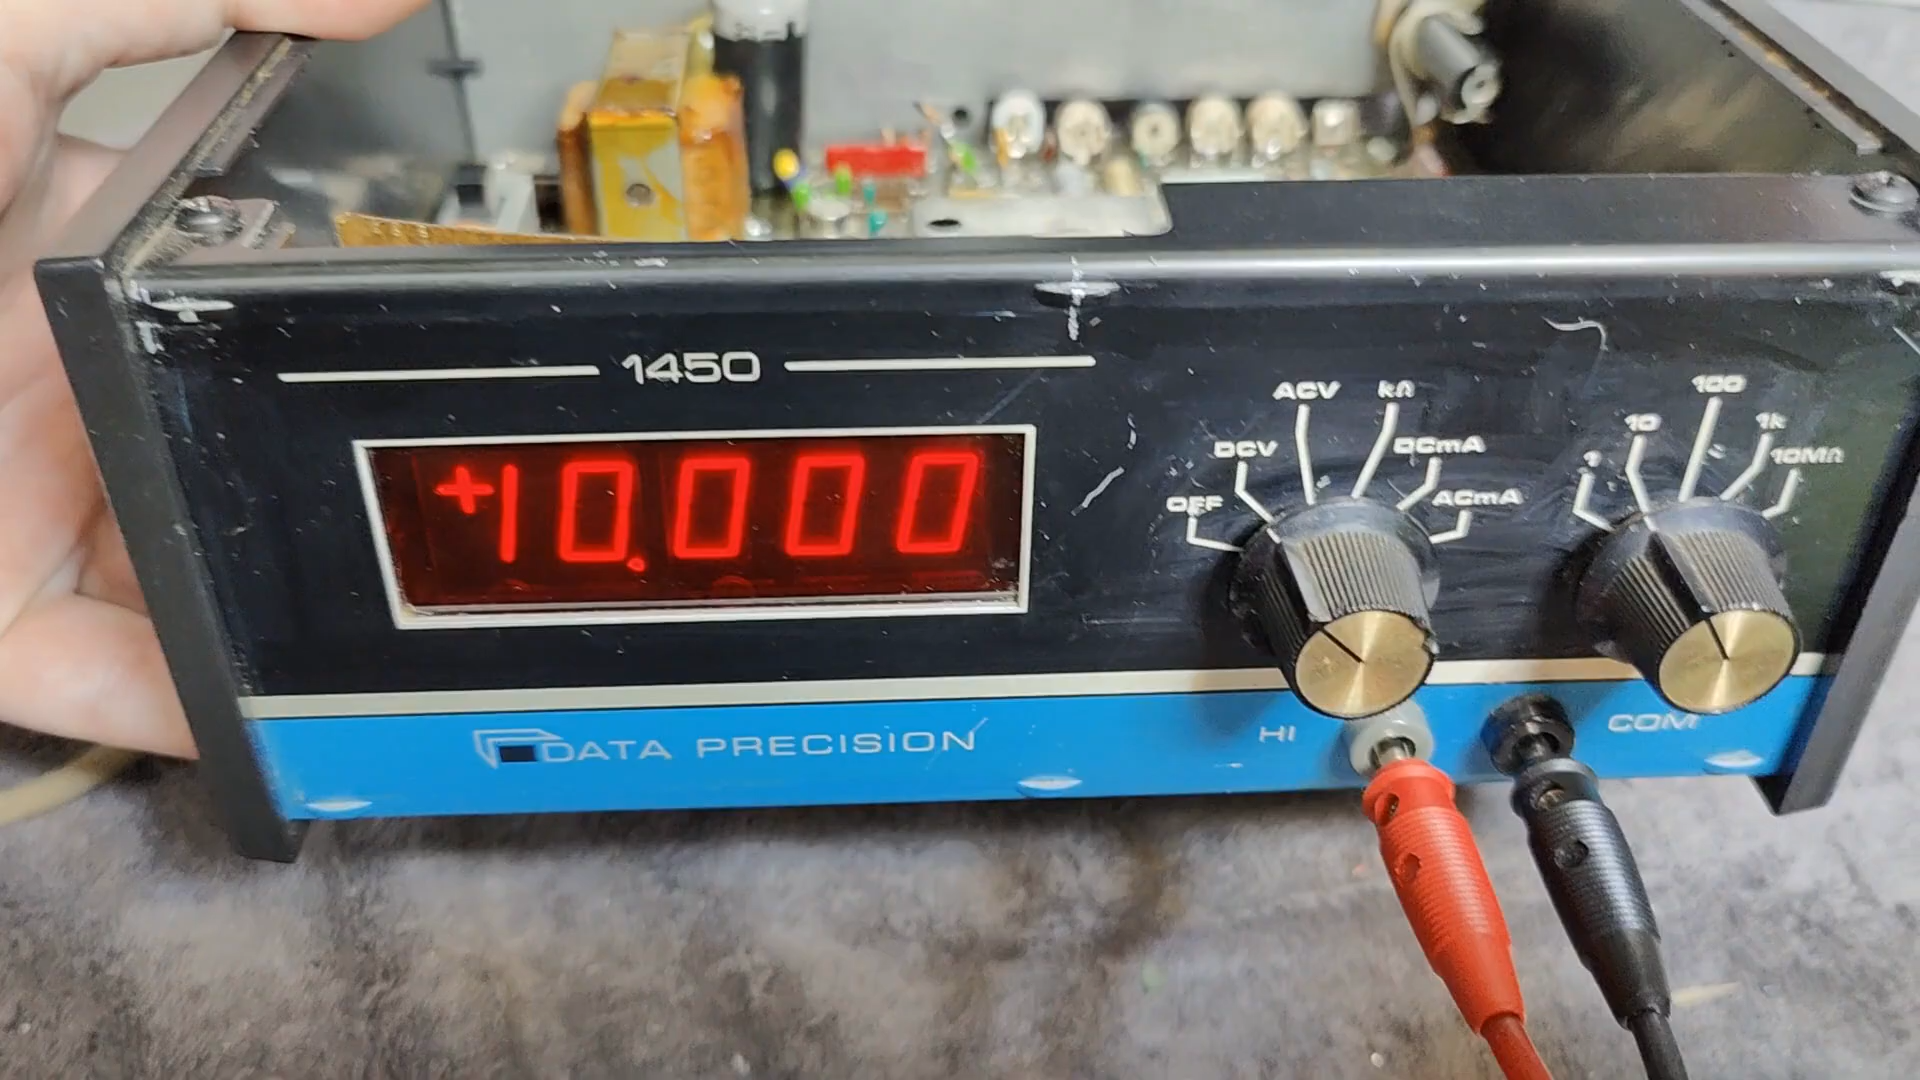 1450
+10.000
OFF
DCV
ACV
kΩ
DCmA
ACmA
1
10
100
1k
10MΩ
DATA PRECISION
HI
COM